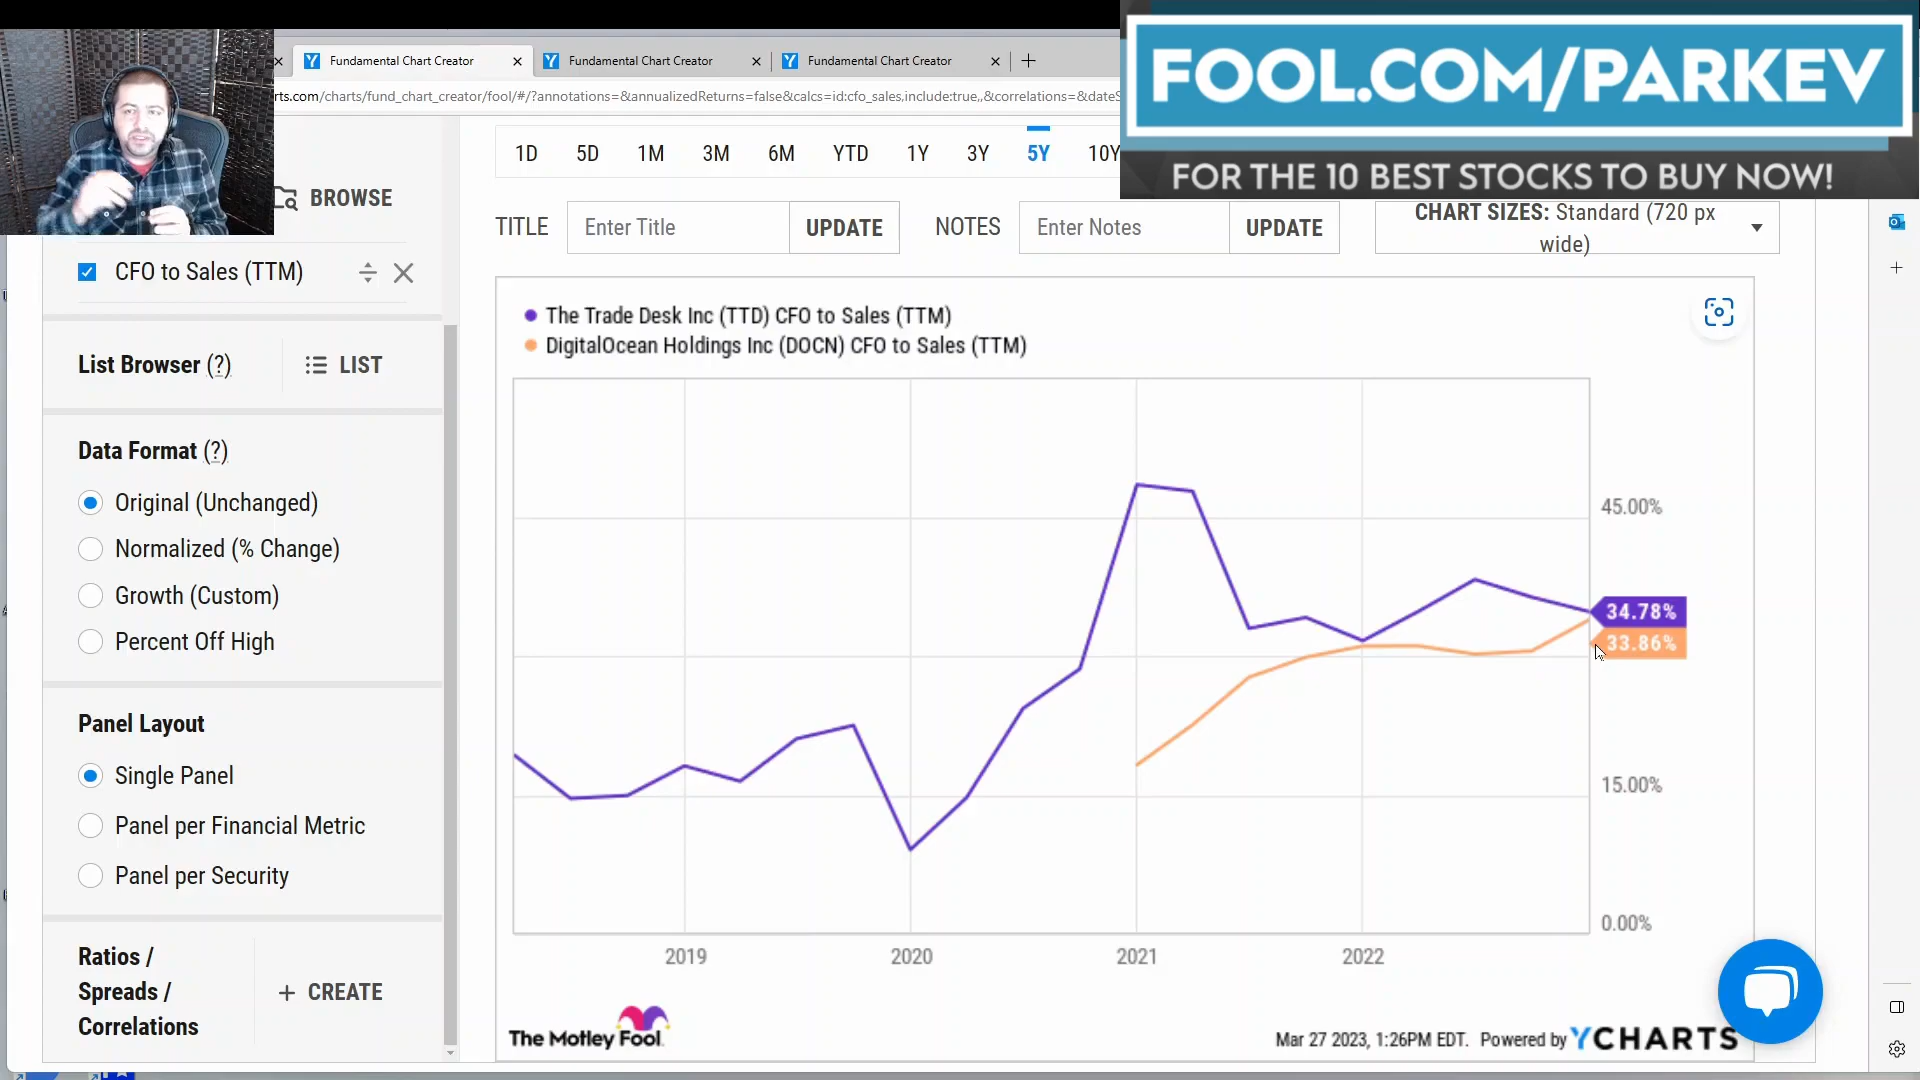 FOOL.COM/PARKEV
FOR THE 10 BEST STOCKS TO BUY NOW!
Fundamental Chart Creator
Fundamental Chart Creator
Fundamental Chart Creator
rts.com/charts/fund_chart_creator/fool/#/?annotations=&annualizedReturns=false&calcs=id:cfo_sales,include:true,,&correlations=&dateS
1D 5D 1M 3M 6M YTD 1Y 3Y 5Y 10Y
BROWSE
TITLE Enter Title UPDATE NOTES Enter Notes UPDATE
CHART SIZES: Standard (720 px
wide)
CFO to Sales (TTM)
List Browser (?) LIST
Data Format (?)
Original (Unchanged)
Normalized (% Change)
Growth (Custom)
Percent Off High
Panel Layout
Single Panel
Panel per Financial Metric
Panel per Security
Ratios /
Spreads /
Correlations
+ CREATE
The Trade Desk Inc (TTD) CFO to Sales (TTM)
DigitalOcean Holdings Inc (DOCN) CFO to Sales (TTM)
45.00%
34.78%
33.86%
15.00%
0.00%
2019 2020 2021 2022
The Motley Fool
Mar 27 2023, 1:26PM EDT. Powered by YCHARTS